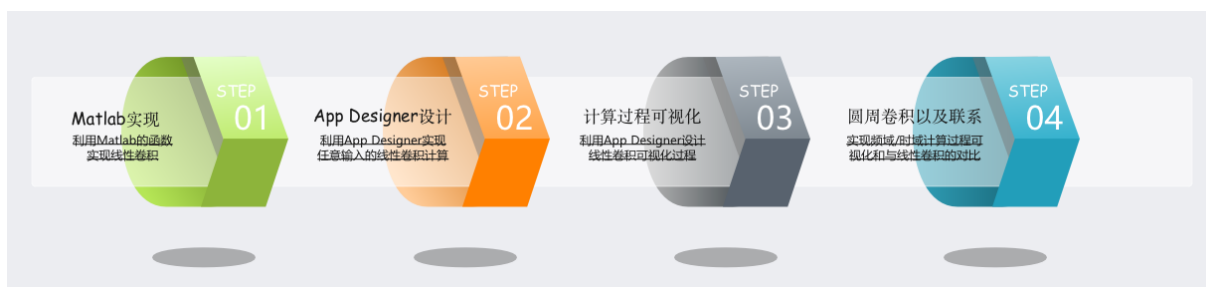 STEP
01
Matlab实现
利用Matlab的函数
实现线性卷积
STEP
02
App Designer设计
利用App Designer实现
任意输入的线性卷积计算
STEP
03
计算过程可视化
利用App Designer设计
线性卷积可视化过程
STEP
04
圆周卷积以及联系
实现频域/时域计算过程可
视化和与线性卷积的对比